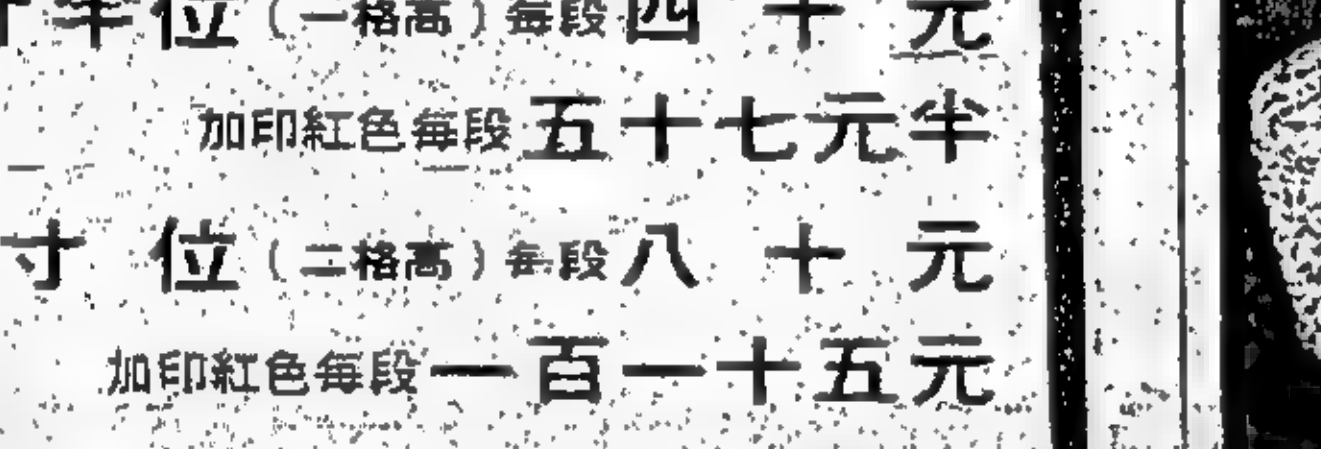 半位（一格高）每段四十元
加印紅色每段五十七元半
寸位（二格高）每段八十元
加印紅色每段一百一十五元